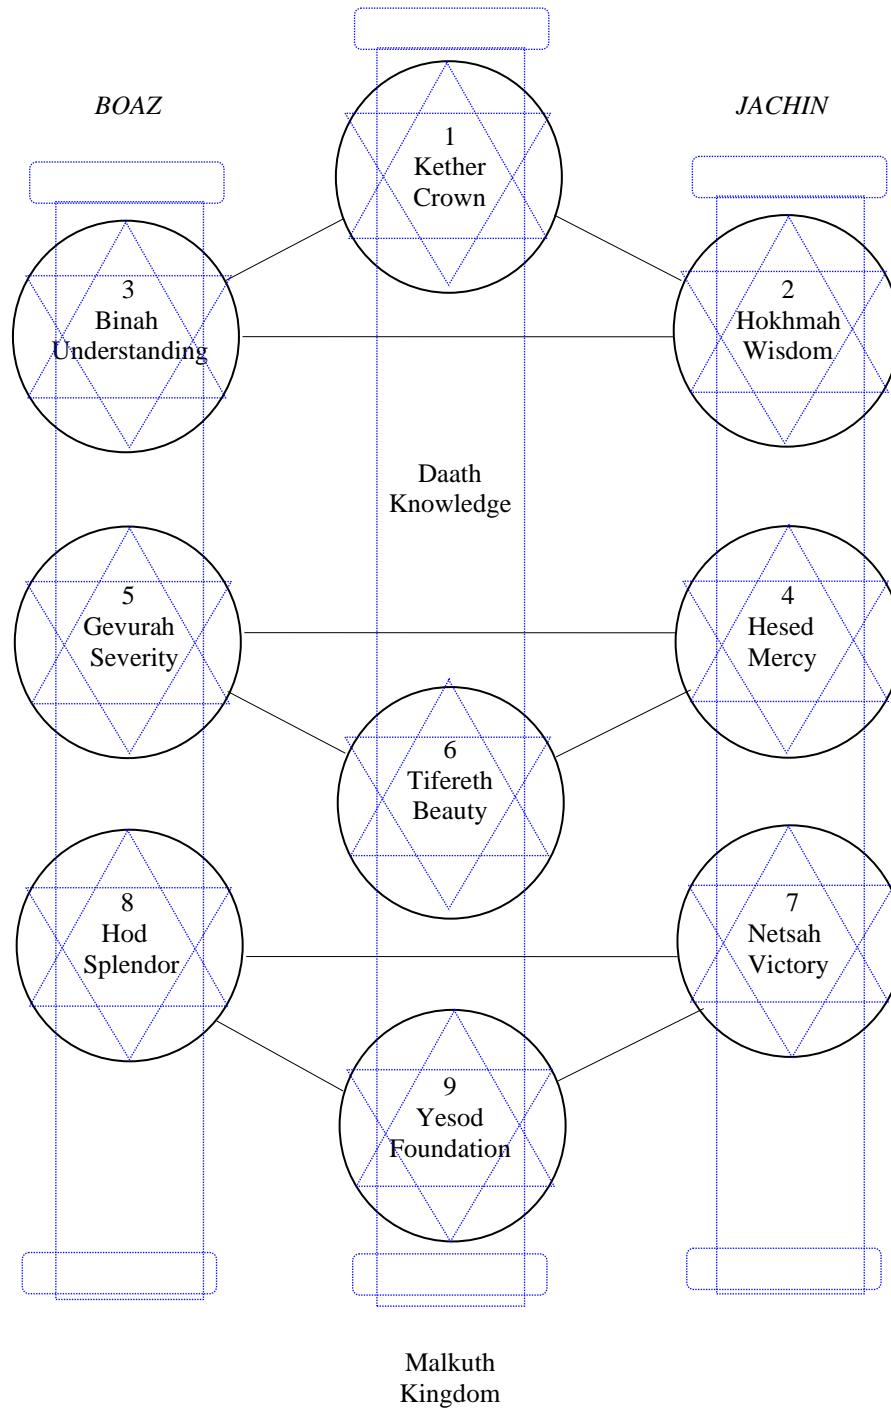 BOAZ
JACHIN
1
Kether
Crown
3
Binah
Understanding
2
Hokhmah
Wisdom
Daath
Knowledge
5
Gevurah
Severity
4
Hesed
Mercy
6
Tifereth
Beauty
8
Hod
Splendor
7
Netsah
Victory
9
Yesod
Foundation
Malkuth
Kingdom